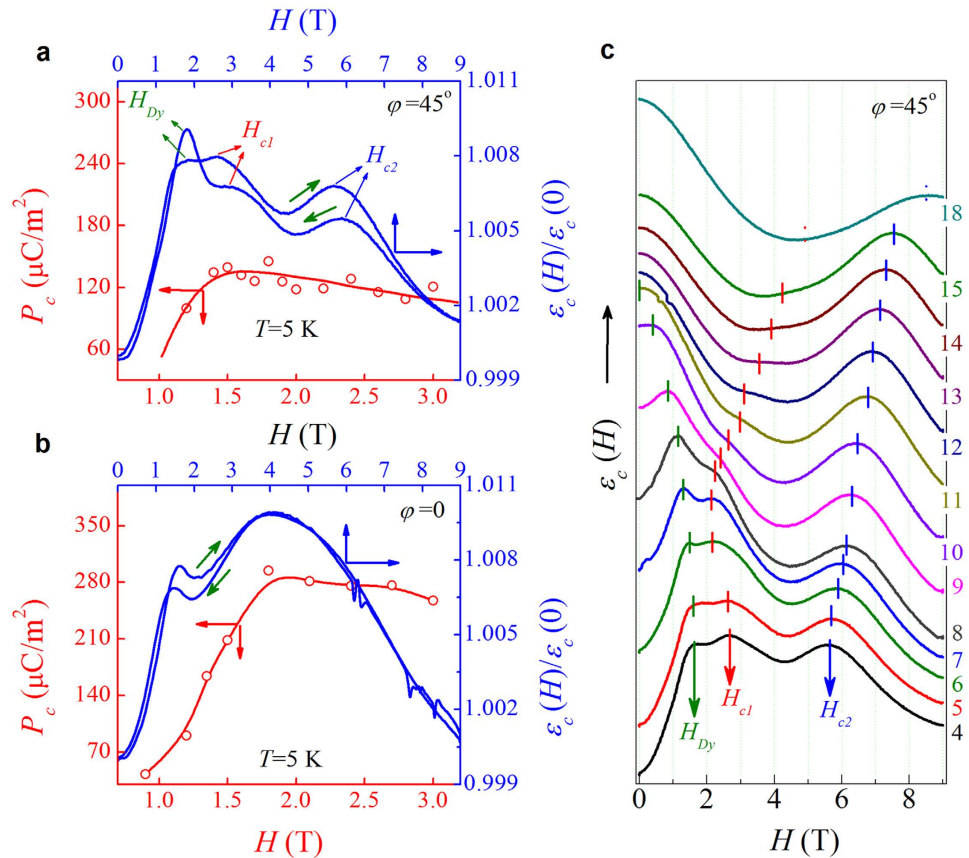 H (T)
a
c
0 1 2 3 4 5 6 7 8 9
300
240
180
120
60
1.011
1.008
1.005
1.002
0.999
φ=45°
H_Dy
H_c1
H_c2
T=5 K
P_c (μC/m²)
ε_c (H)/ε_c (0)
1.0 1.5 2.0 2.5 3.0
H (T)
b
0 1 2 3 4 5 6 7 8 9
350
280
210
140
70
1.011
1.008
1.005
1.002
0.999
φ=0
T=5 K
P_c (μC/m²)
ε_c (H)/ε_c (0)
1.0 1.5 2.0 2.5 3.0
H (T)
φ=45°
18
15
14
13
12
11
10
9
8
7
6
5
4
ε_c (H)
H_Dy
H_c1
H_c2
0 2 4 6 8
H (T)